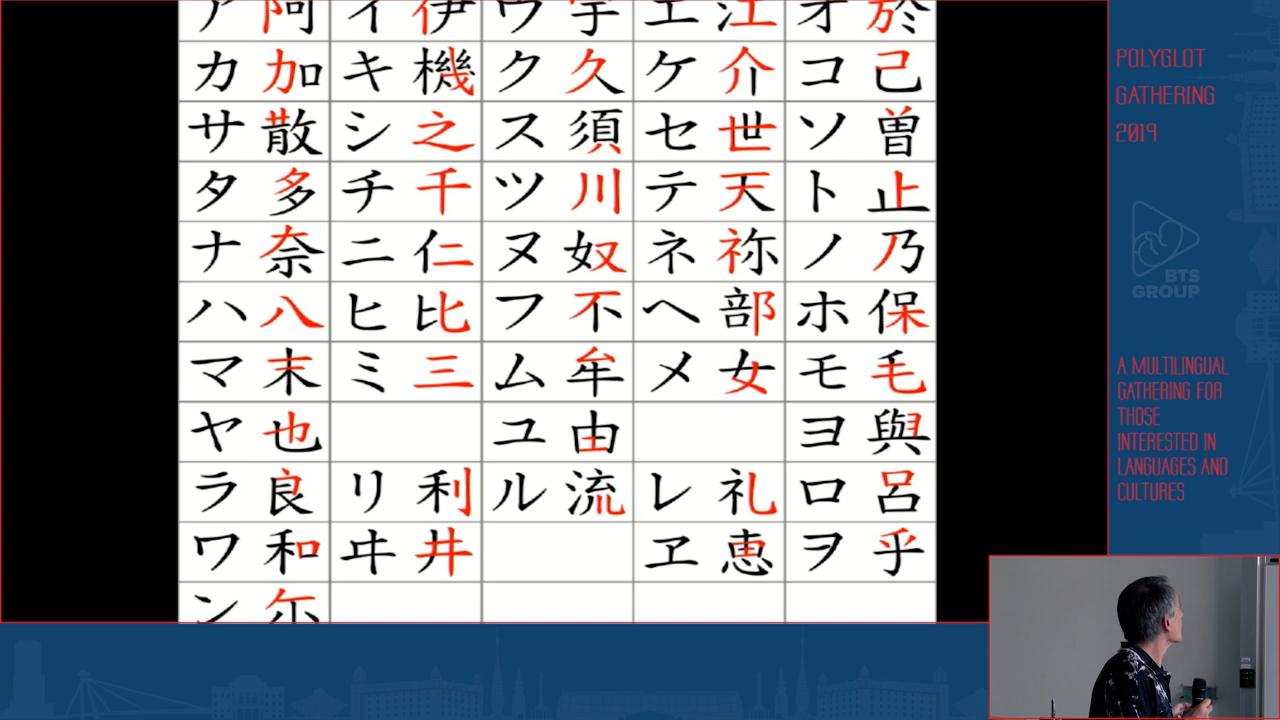 ア 阿 イ 伊 ウ 宇 エ 江 オ 於
カ 加 キ 機 ク 久 ケ 介 コ 己
サ 散 シ 之 ス 須 セ 世 ソ 曽
タ 多 チ 千 ツ 川 テ 天 ト 止
ナ 奈 ニ 仁 ヌ 奴 ネ 祢 ノ 乃
ハ 八 ヒ 比 フ 不 ヘ 部 ホ 保
マ 末 ミ 三 ム 牟 メ 女 モ 毛
ヤ 也 ユ 由 ヨ 與
ラ 良 リ 利 ル 流 レ 礼 ロ 呂
ワ 和 ヰ 井 ヱ 恵 ヲ 乎
ン 尓
POLYGLOT
GATHERING
2019
BTS
GROUP
A MULTILINGUAL
GATHERING FOR
THOSE
INTERESTED IN
LANGUAGES AND
CULTURES